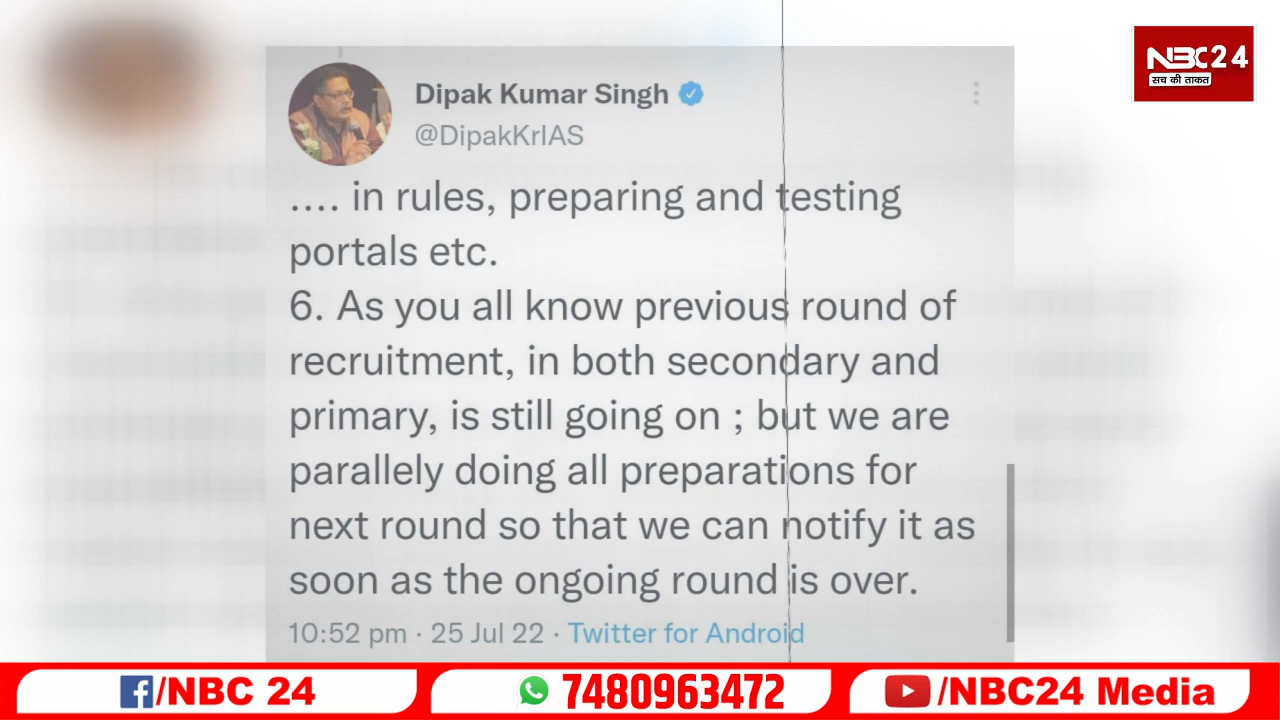 NBC24
सच की ताकत
Dipak Kumar Singh
@DipakKrIAS
.... in rules, preparing and testing
portals etc.
6. As you all know previous round of
recruitment, in both secondary and
primary, is still going on ; but we are
parallely doing all preparations for
next round so that we can notify it as
soon as the ongoing round is over.
10:52 pm · 25 Jul 22 · Twitter for Android
/NBC 24
7480963472
/NBC24 Media